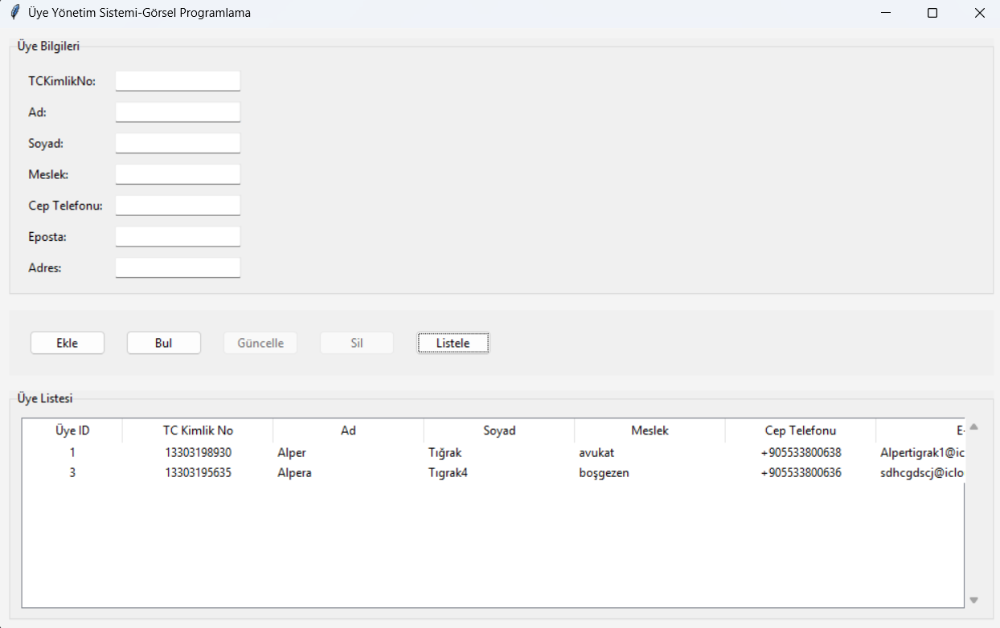 Üye Yönetim Sistemi-Görsel Programlama
Üye Bilgileri
TCKimlikNo:
Ad:
Soyad:
Meslek:
Cep Telefonu:
Eposta:
Adres:
Ekle Bul Güncelle Sil Listele
Üye Listesi
Üye ID TC Kimlik No Ad Soyad Meslek Cep Telefonu E-
1 13303198930 Alper Tığrak avukat +905533800638 Alpertigrak1@ic
3 13303195635 Alpera Tıgrak4 boşgezen +905533800636 sdhcgdscj@iclo